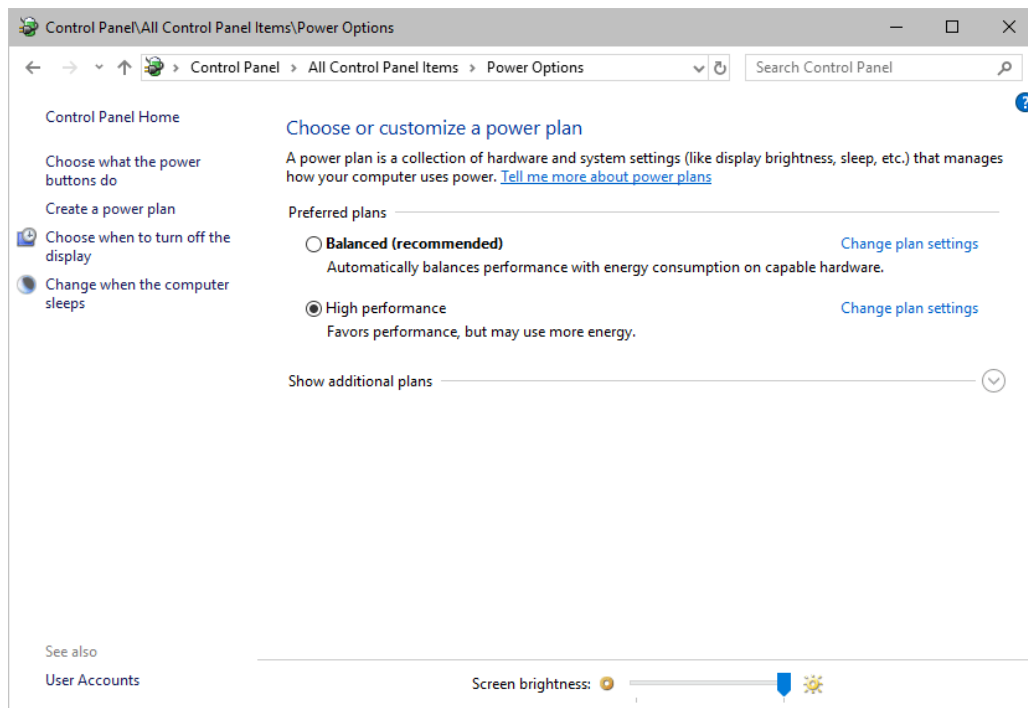 Control Panel\All Control Panel Items\Power Options
Control Panel > All Control Panel Items > Power Options
Search Control Panel
Control Panel Home
Choose what the power
buttons do
Create a power plan
Choose when to turn off the
display
Change when the computer
sleeps
Choose or customize a power plan
A power plan is a collection of hardware and system settings (like display brightness, sleep, etc.) that manages
how your computer uses power. Tell me more about power plans
Preferred plans
Balanced (recommended) Change plan settings
Automatically balances performance with energy consumption on capable hardware.
High performance Change plan settings
Favors performance, but may use more energy.
Show additional plans
See also
User Accounts
Screen brightness: